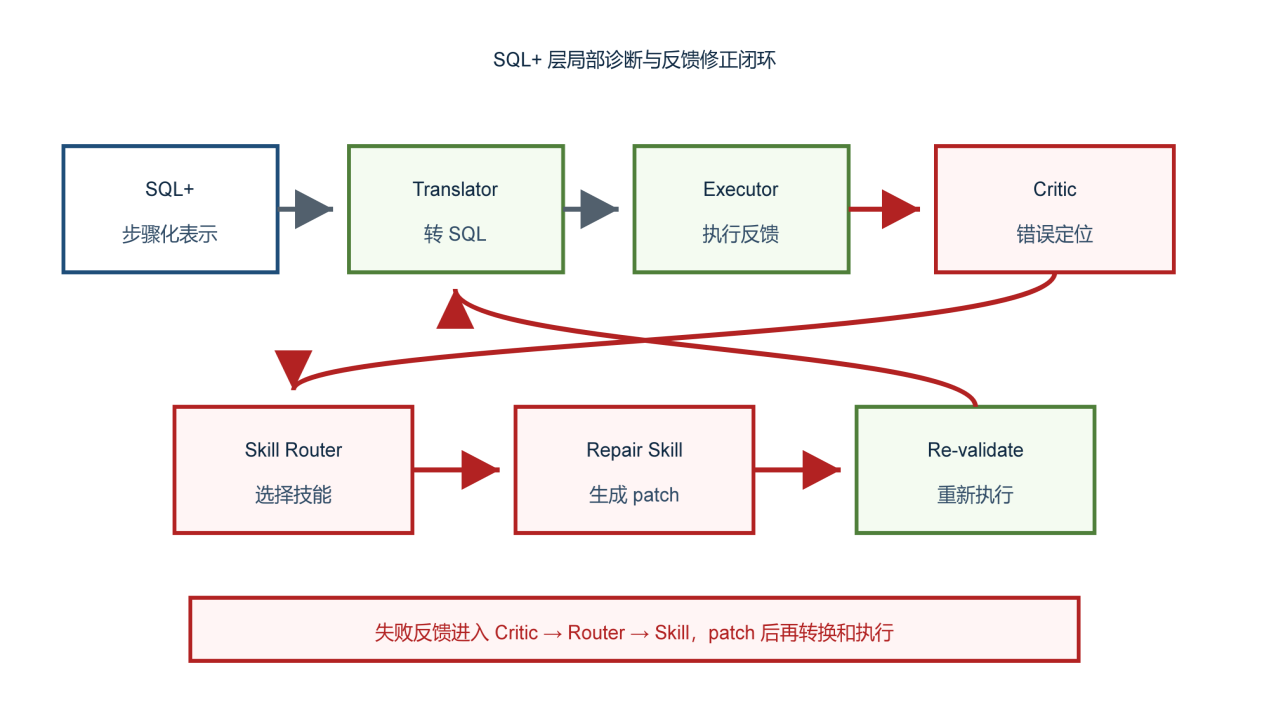 SQL+ 层局部诊断与反馈修正闭环
SQL+
步骤化表示
Translator
转 SQL
Executor
执行反馈
Critic
错误定位
Skill Router
选择技能
Repair Skill
生成 patch
Re-validate
重新执行
失败反馈进入 Critic → Router → Skill，patch 后再转换和执行